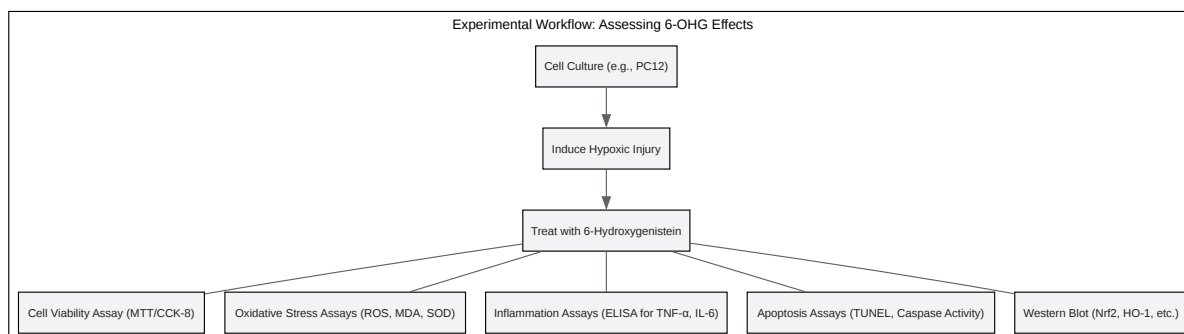 Experimental Workflow: Assessing 6-OHG Effects
Cell Culture (e.g., PC12)
Induce Hypoxic Injury
Treat with 6-Hydroxygenistein
Cell Viability Assay (MTT/CCK-8)
Oxidative Stress Assays (ROS, MDA, SOD)
Inflammation Assays (ELISA for TNF-α, IL-6)
Apoptosis Assays (TUNEL, Caspase Activity)
Western Blot (Nrf2, HO-1, etc.)